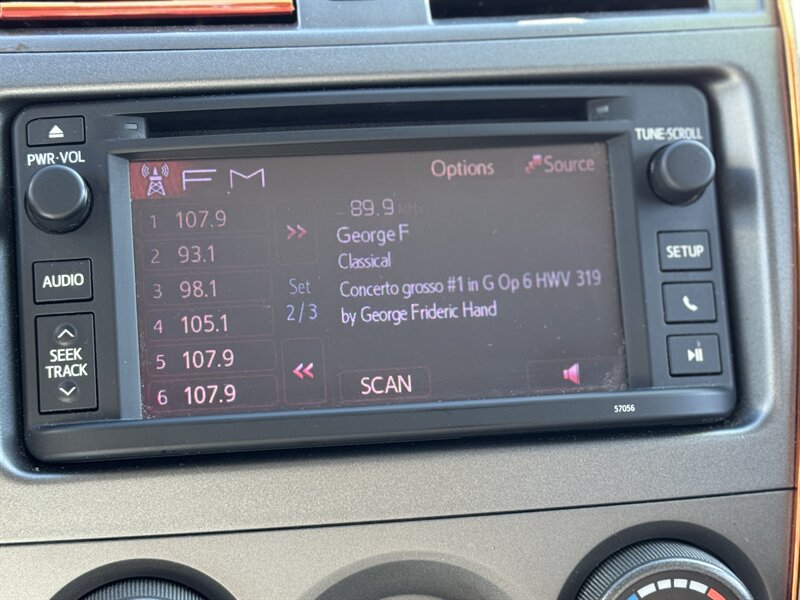 PWR·VOL
AUDIO
SEEK
TRACK
FM
1 107.9
2 93.1
3 98.1
4 105.1
5 107.9
6 107.9
Set
2/3
Options
Source
89.9 MHz
George F
Classical
Concerto grosso #1 in G Op 6 HWV 319
by George Frideric Hand
SCAN
TUNE·SCROLL
SETUP
57056